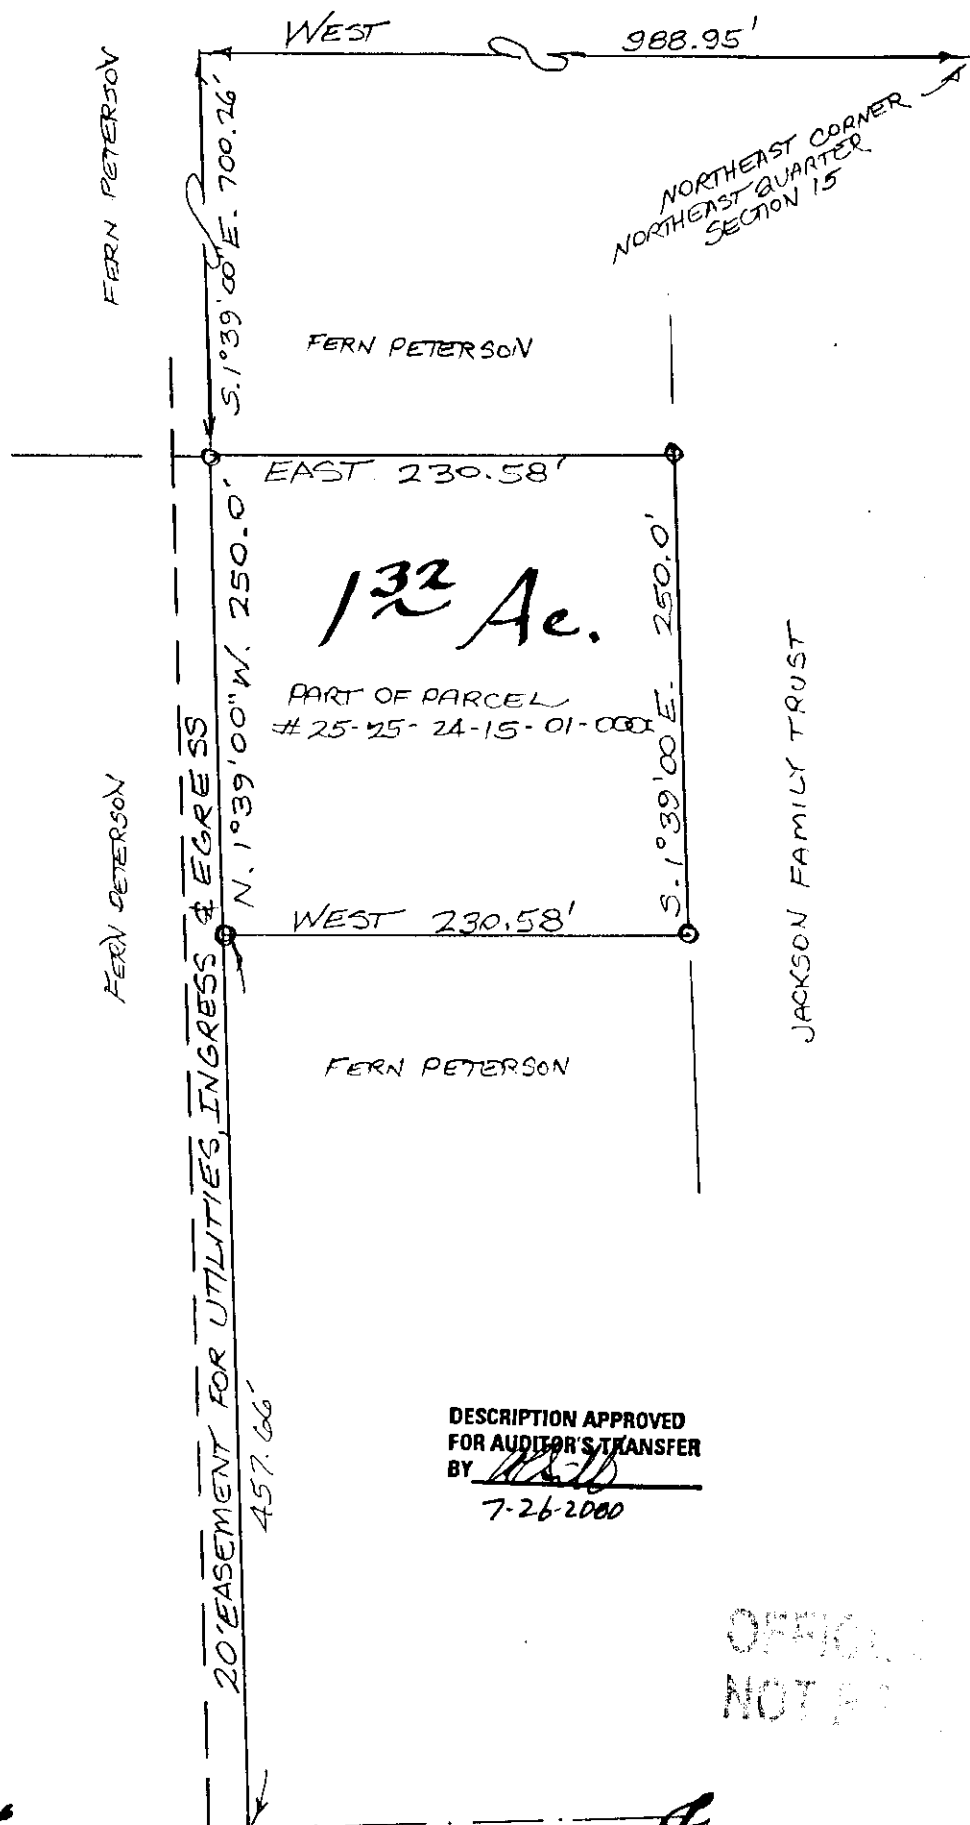 WEST 988.95'
FERN PETERSON
S. 1°39'00 E. 700.26'
NORTHEAST CORNER
NORTHEAST QUARTER
SECTION 15
FERN PETERSON
EAST 230.58'
N. 1°39'00" W. 250.0'
1 32 Ac.
S. 1°39'00 E. 250.0'
PART OF PARCEL
#25-25-24-15-01-000
JACKSON FAMILY TRUST
FERN PETERSON
WEST 230.58'
FERN PETERSON
20' EASEMENT FOR UTILITIES, INGRESS & EGRESS
457.66'
DESCRIPTION APPROVED
FOR AUDITOR'S TRANSFER
BY
7-26-2000
NOT